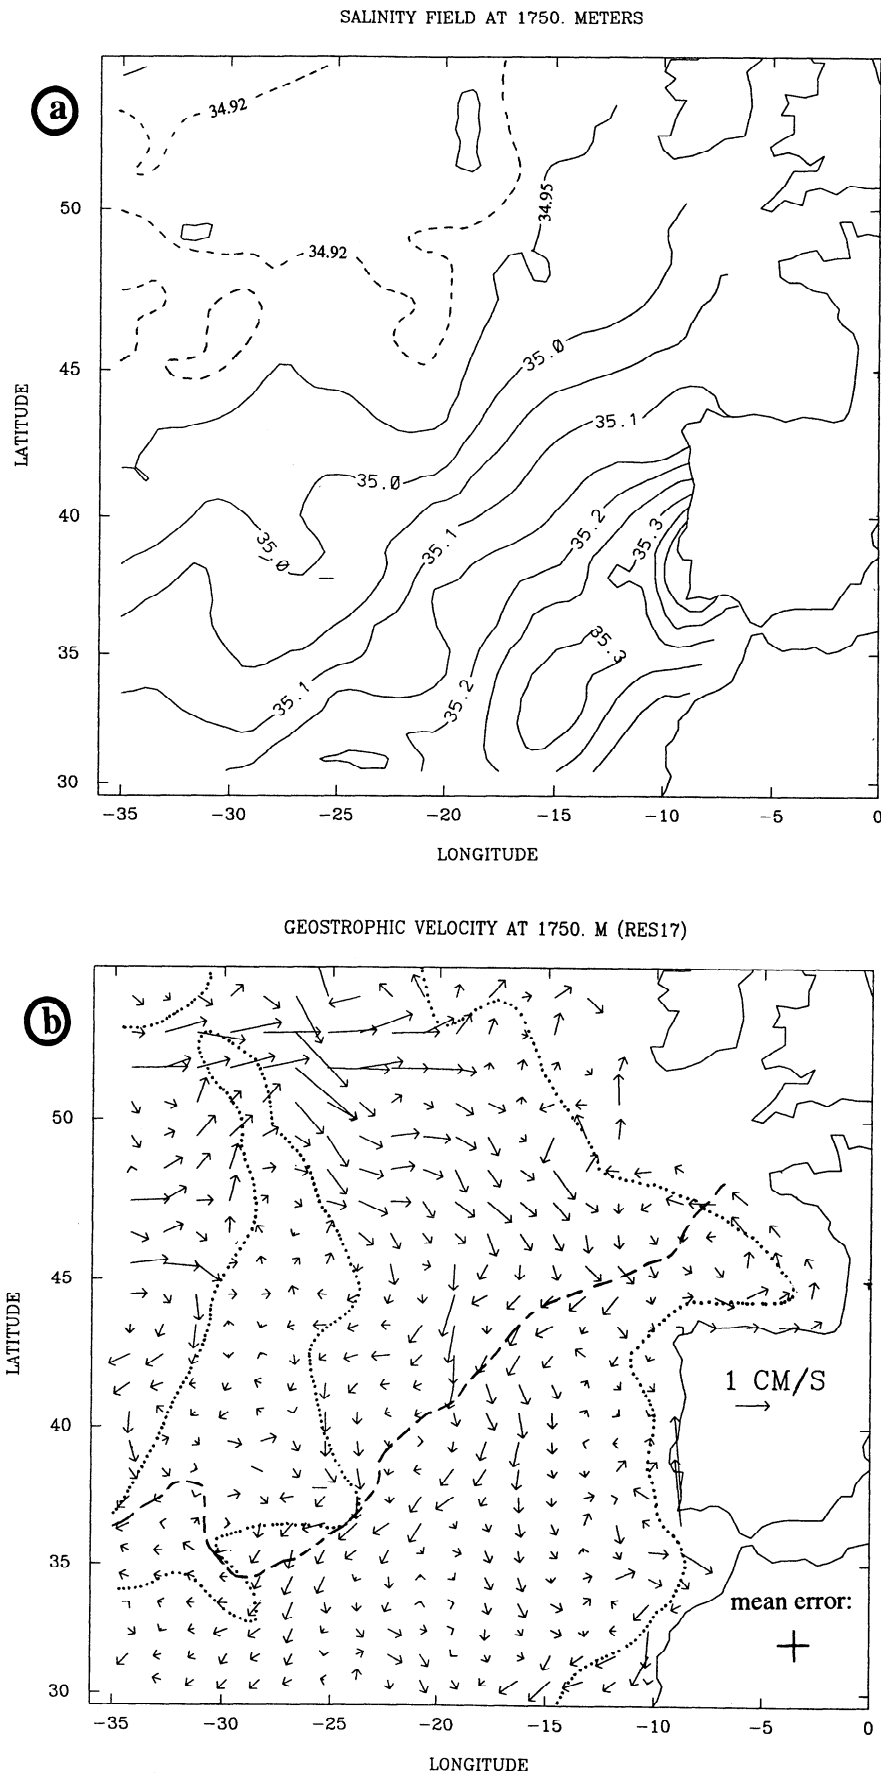 SALINITY FIELD AT 1750. METERS
a
34.92
50
34.95
34.92
45
35.0
35.1
35.0
40
35.0
35.1
35.2
35.3
35
35.3
35.1
35.2
30
-35 -30 -25 -20 -15 -10 -5 0
LATITUDE
LONGITUDE
GEOSTROPHIC VELOCITY AT 1750. M (RES17)
b
50
45
1 CM/S
40
35
mean error:
30
-35 -30 -25 -20 -15 -10 -5 0
LATITUDE
LONGITUDE